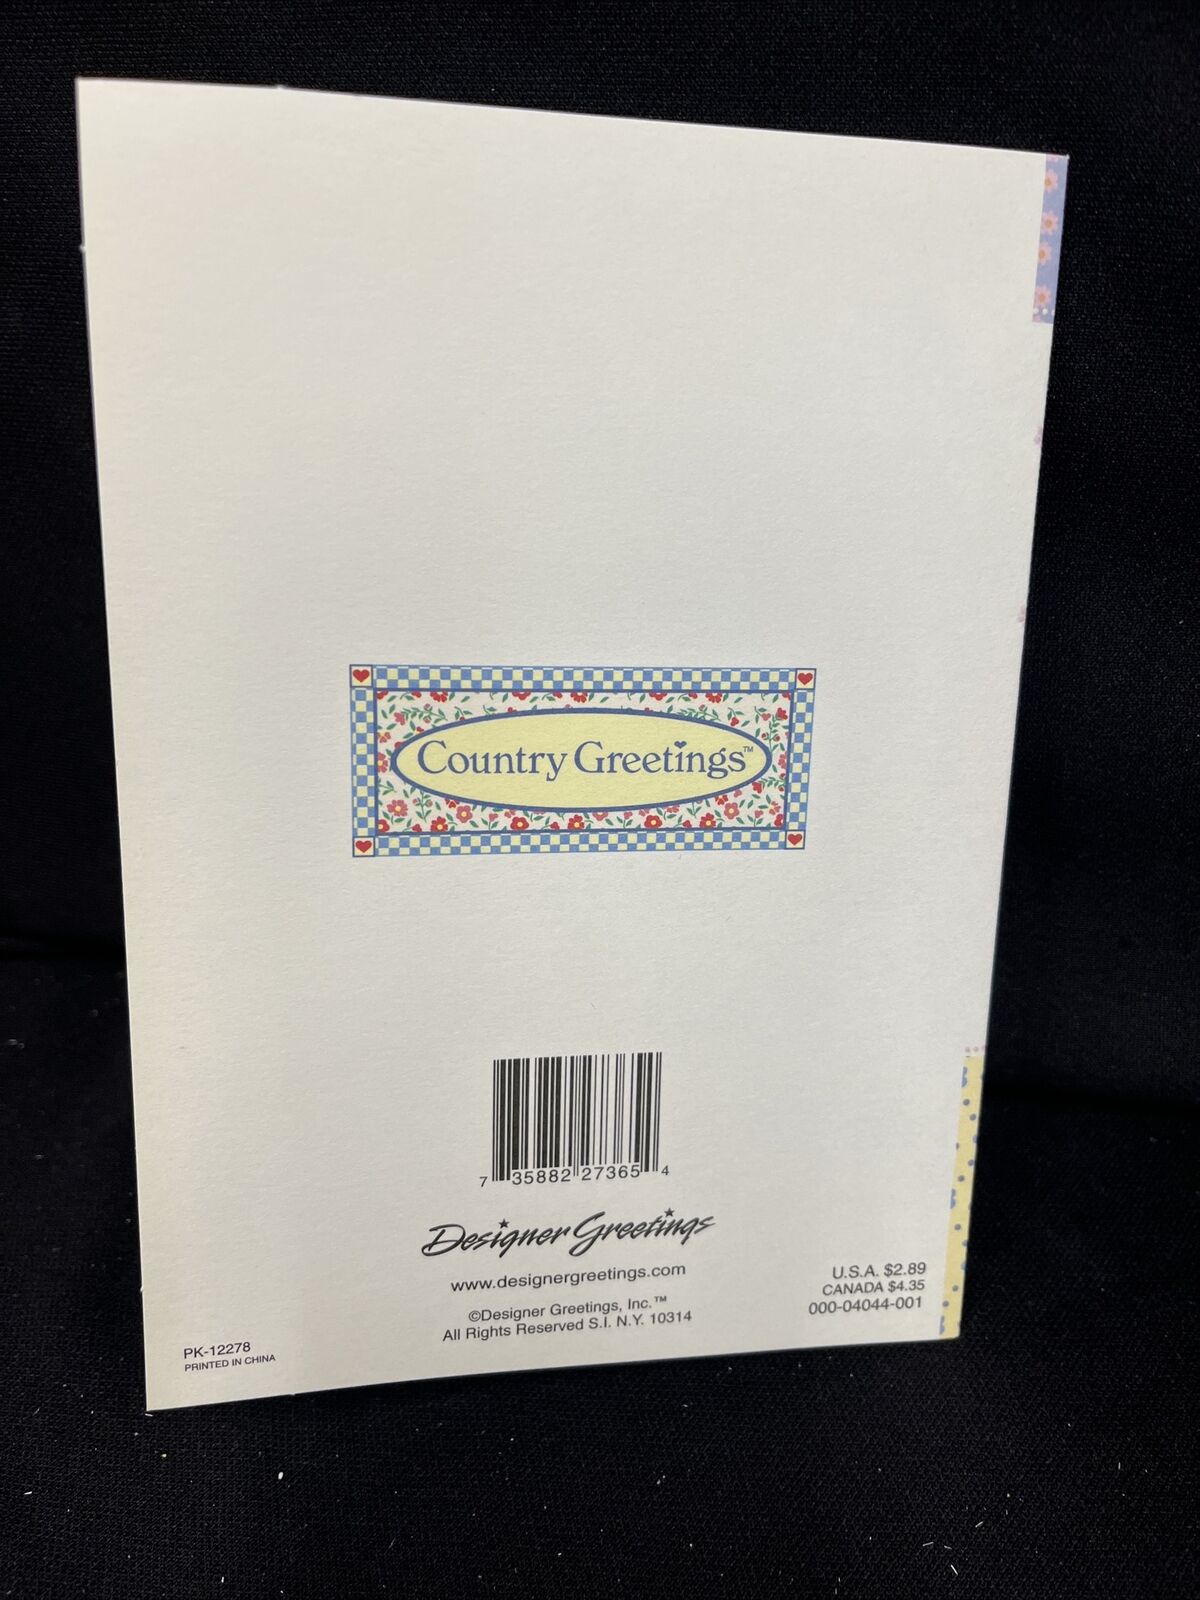 Country Greetings™
7 35882 27365 4
Designer Greetings
www.designergreetings.com
©Designer Greetings, Inc.™
All Rights Reserved S.I. N.Y. 10314
U.S.A. $2.89
CANADA $4.35
000-04044-001
PK-12278
PRINTED IN CHINA